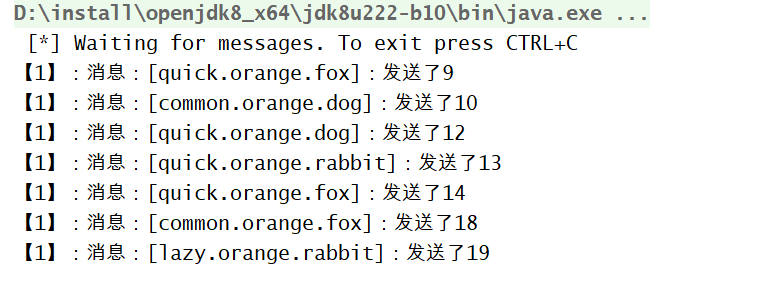 D:\install\openjdk8_x64\jdk8u222-b10\bin\java.exe ...
[*] Waiting for messages. To exit press CTRL+C
【1】：消息：[quick.orange.fox]：发送了9
【1】：消息：[common.orange.dog]：发送了10
【1】：消息：[quick.orange.dog]：发送了12
【1】：消息：[quick.orange.rabbit]：发送了13
【1】：消息：[quick.orange.fox]：发送了14
【1】：消息：[common.orange.fox]：发送了18
【1】：消息：[lazy.orange.rabbit]：发送了19